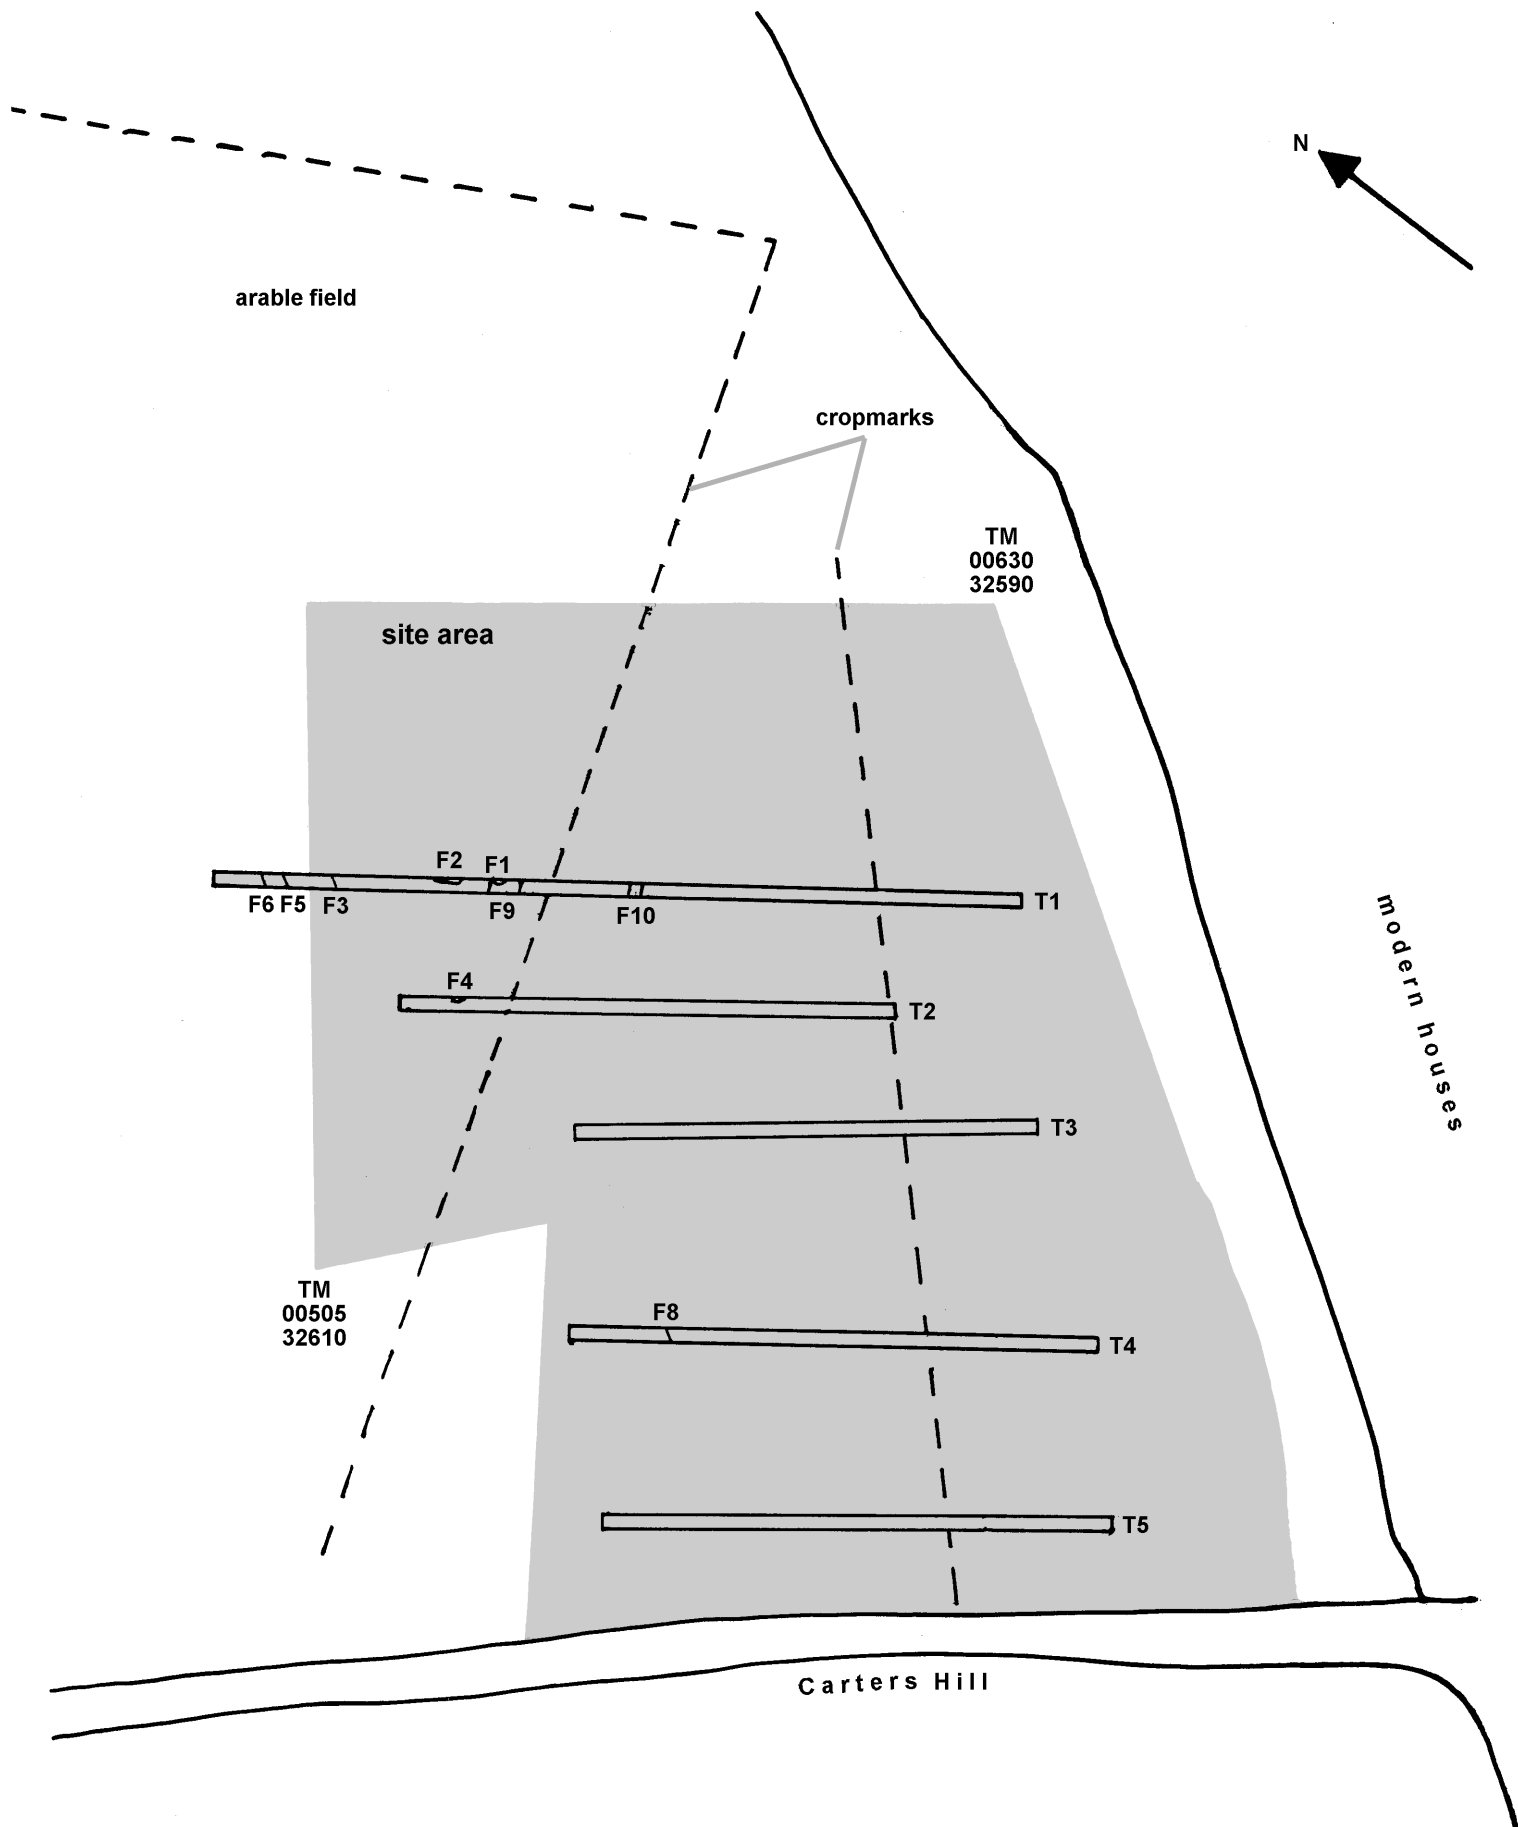 N
arable field
cropmarks
TM
00630
32590
site area
F2
F1
F6
F5
F3
F9
F10
T1
modern houses
F4
T2
T3
TM
00505
32610
F8
T4
T5
Carters Hill